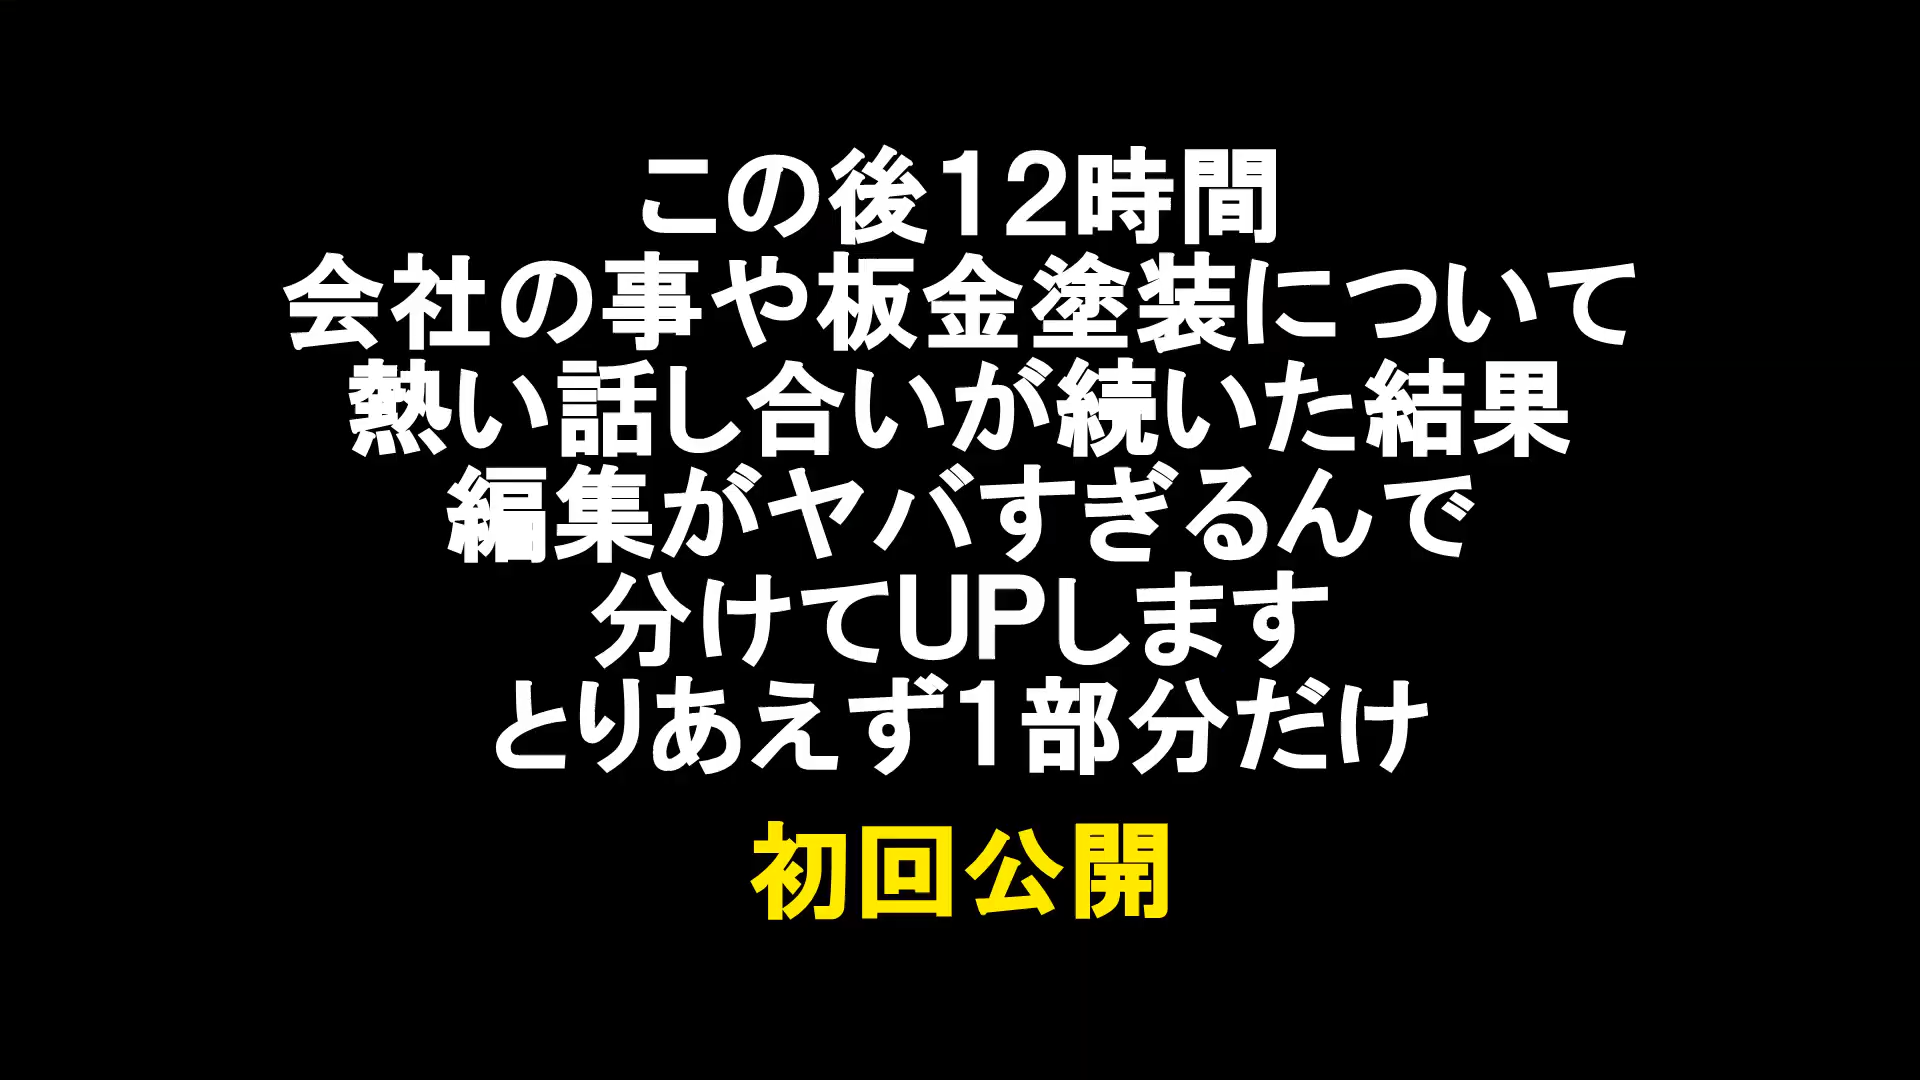 この後１２時間
会社の事や板金塗装について
熱い話し合いが続いた結果
編集がヤバすぎるんで
分けてＵＰします
とりあえず１部分だけ
初回公開